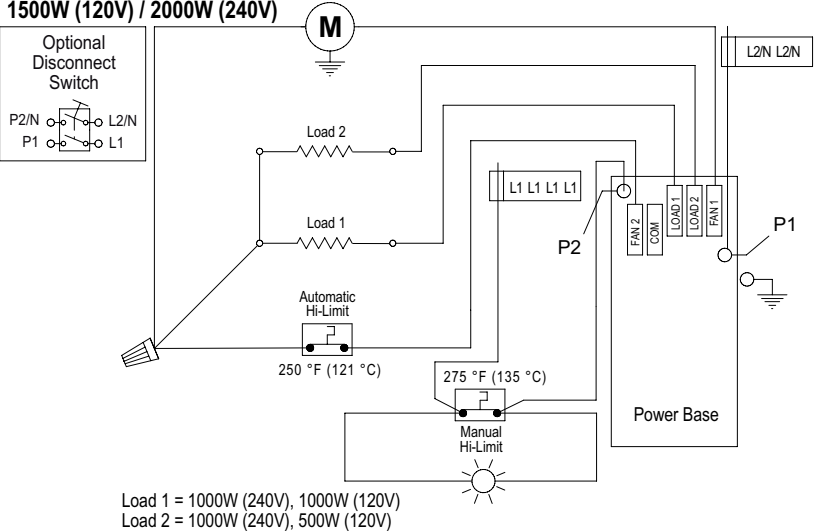 1500W (120V) / 2000W (240V)
M
Optional
Disconnect
Switch
P2/N
L2/N
P1
L1
L2/N L2/N
Load 2
L1 L1 L1 L1
Load 1
P2
FAN 2
COM
LOAD 1
LOAD 2
FAN 1
P1
Automatic
Hi-Limit
250 °F (121 °C)
275 °F (135 °C)
Manual
Hi-Limit
Power Base
Load 1 = 1000W (240V), 1000W (120V)
Load 2 = 1000W (240V), 500W (120V)